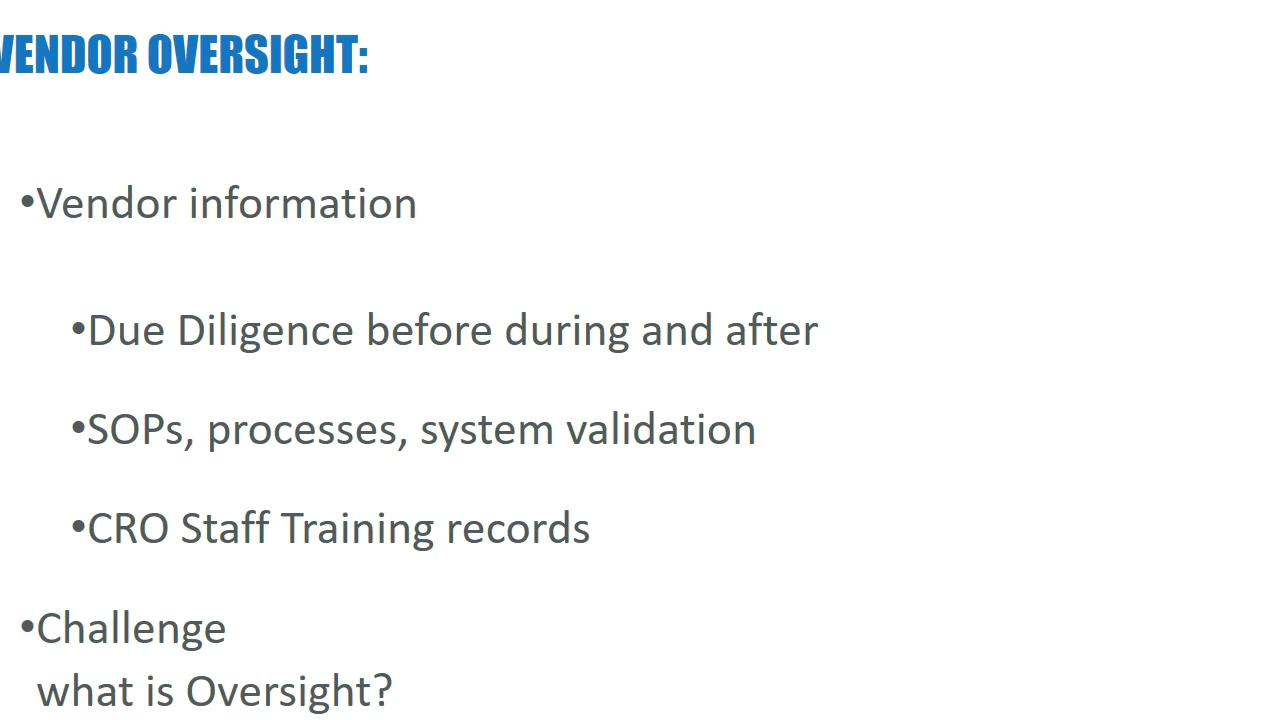 VENDOR OVERSIGHT:
•Vendor information
•Due Diligence before during and after
•SOPs, processes, system validation
•CRO Staff Training records
•Challenge
what is Oversight?